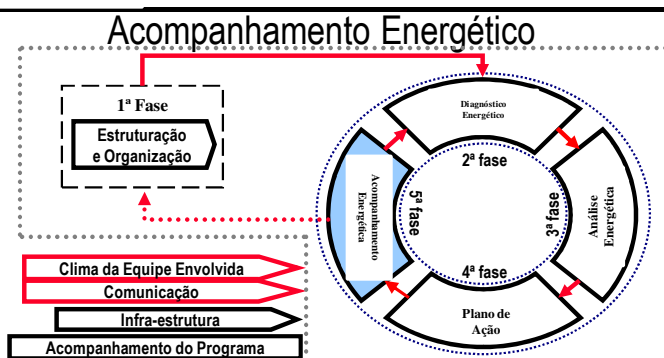 Acompanhamento Energético
1ª Fase
Estruturação
e Organização
Diagnóstico
Energético
2ª fase
Análise
Energética
3ª fase
4ª fase
Plano de
Ação
Acompanhamento
Energética
5ª fase
Clima da Equipe Envolvida
Comunicação
Infra-estrutura
Acompanhamento do Programa